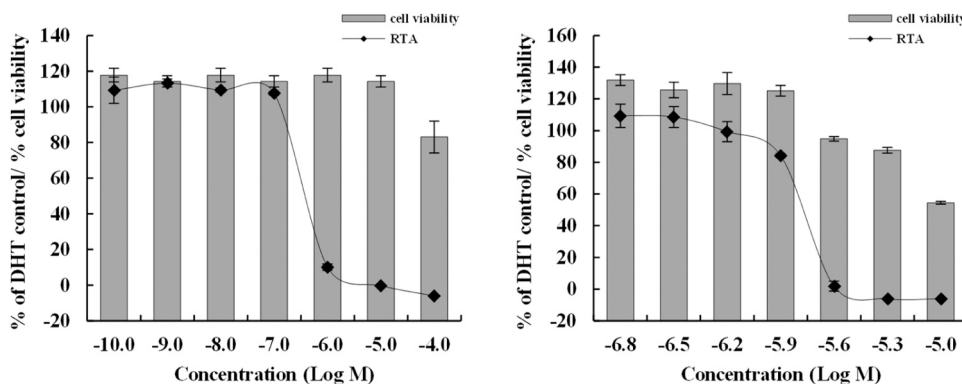 cell viability
RTA
% of DHT control/ % cell viability
140
120
100
80
60
40
20
0
-20
-10.0 -9.0 -8.0 -7.0 -6.0 -5.0 -4.0
Concentration (Log M)
cell viability
RTA
% of DHT control/ % cell viability
160
140
120
100
80
60
40
20
0
-20
-6.8 -6.5 -6.2 -5.9 -5.6 -5.3 -5.0
Concentration (Log M)